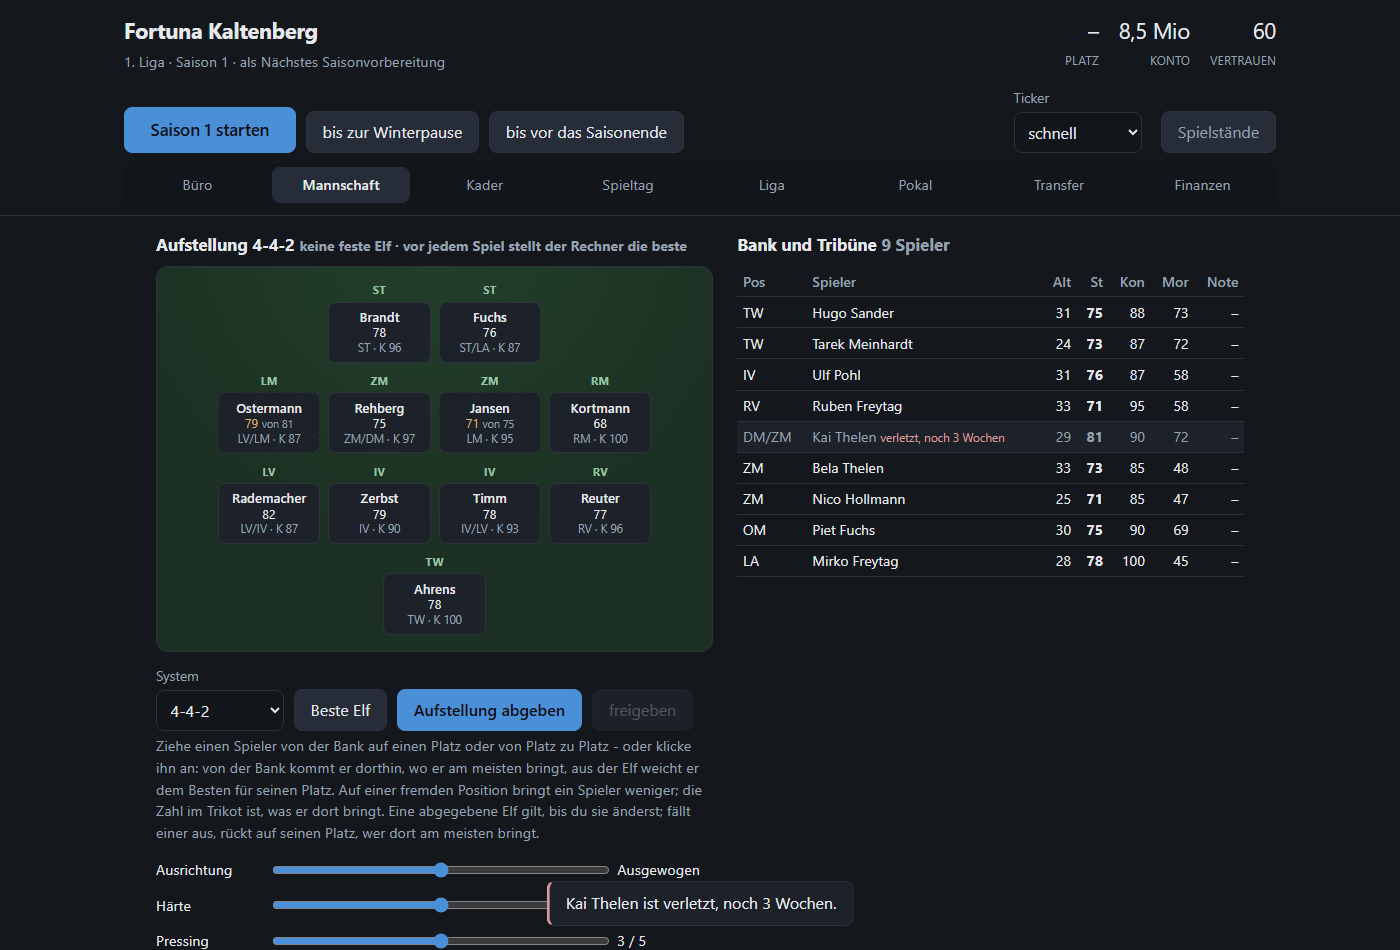 Fortuna Kaltenberg
1. Liga · Saison 1 · als Nächstes Saisonvorbereitung
– 8,5 Mio 60
PLATZ KONTO VERTRAUEN
Saison 1 starten bis zur Winterpause bis vor das Saisonende
Ticker
schnell
Spielstände
Büro Mannschaft Kader Spieltag Liga Pokal Transfer Finanzen
Aufstellung 4-4-2 keine feste Elf · vor jedem Spiel stellt der Rechner die beste
ST ST
Brandt Fuchs
78 76
ST · K 96 ST/LA · K 87
LM ZM ZM RM
Ostermann Rehberg Jansen Kortmann
79 von 81 75 71 von 75 68
LV/LM · K 87 ZM/DM · K 97 LM · K 95 RM · K 100
LV IV IV RV
Rademacher Zerbst Timm Reuter
82 79 78 77
LV/IV · K 87 IV · K 90 IV/LV · K 93 RV · K 96
TW
Ahrens
78
TW · K 100
System
4-4-2 Beste Elf Aufstellung abgeben freigeben
Ziehe einen Spieler von der Bank auf einen Platz oder von Platz zu Platz - oder klicke
ihn an: von der Bank kommt er dorthin, wo er am meisten bringt, aus der Elf weicht er
dem Besten für seinen Platz. Auf einer fremden Position bringt ein Spieler weniger; die
Zahl im Trikot ist, was er dort bringt. Eine abgegebene Elf gilt, bis du sie änderst; fällt
einer aus, rückt auf seinen Platz, wer dort am meisten bringt.
Ausrichtung Ausgewogen
Härte
Pressing 3 / 5
Bank und Tribüne 9 Spieler
Pos Spieler Alt St Kon Mor Note
TW Hugo Sander 31 75 88 73 –
TW Tarek Meinhardt 24 73 87 72 –
IV Ulf Pohl 31 76 87 58 –
RV Ruben Freytag 33 71 95 58 –
DM/ZM Kai Thelen verletzt, noch 3 Wochen 29 81 90 72 –
ZM Bela Thelen 33 73 85 48 –
ZM Nico Hollmann 25 71 85 47 –
OM Piet Fuchs 30 75 90 69 –
LA Mirko Freytag 28 78 100 45 –
Kai Thelen ist verletzt, noch 3 Wochen.